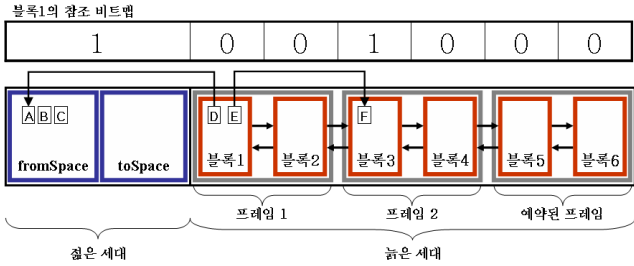 블록1의 참조 비트맵
1 0 0 1 0 0 0
A B C D E F
fromSpace toSpace 블록1 블록2 블록3 블록4 블록5 블록6
프레임 1 프레임 2 예약된 프레임
젊은 세대 늙은 세대